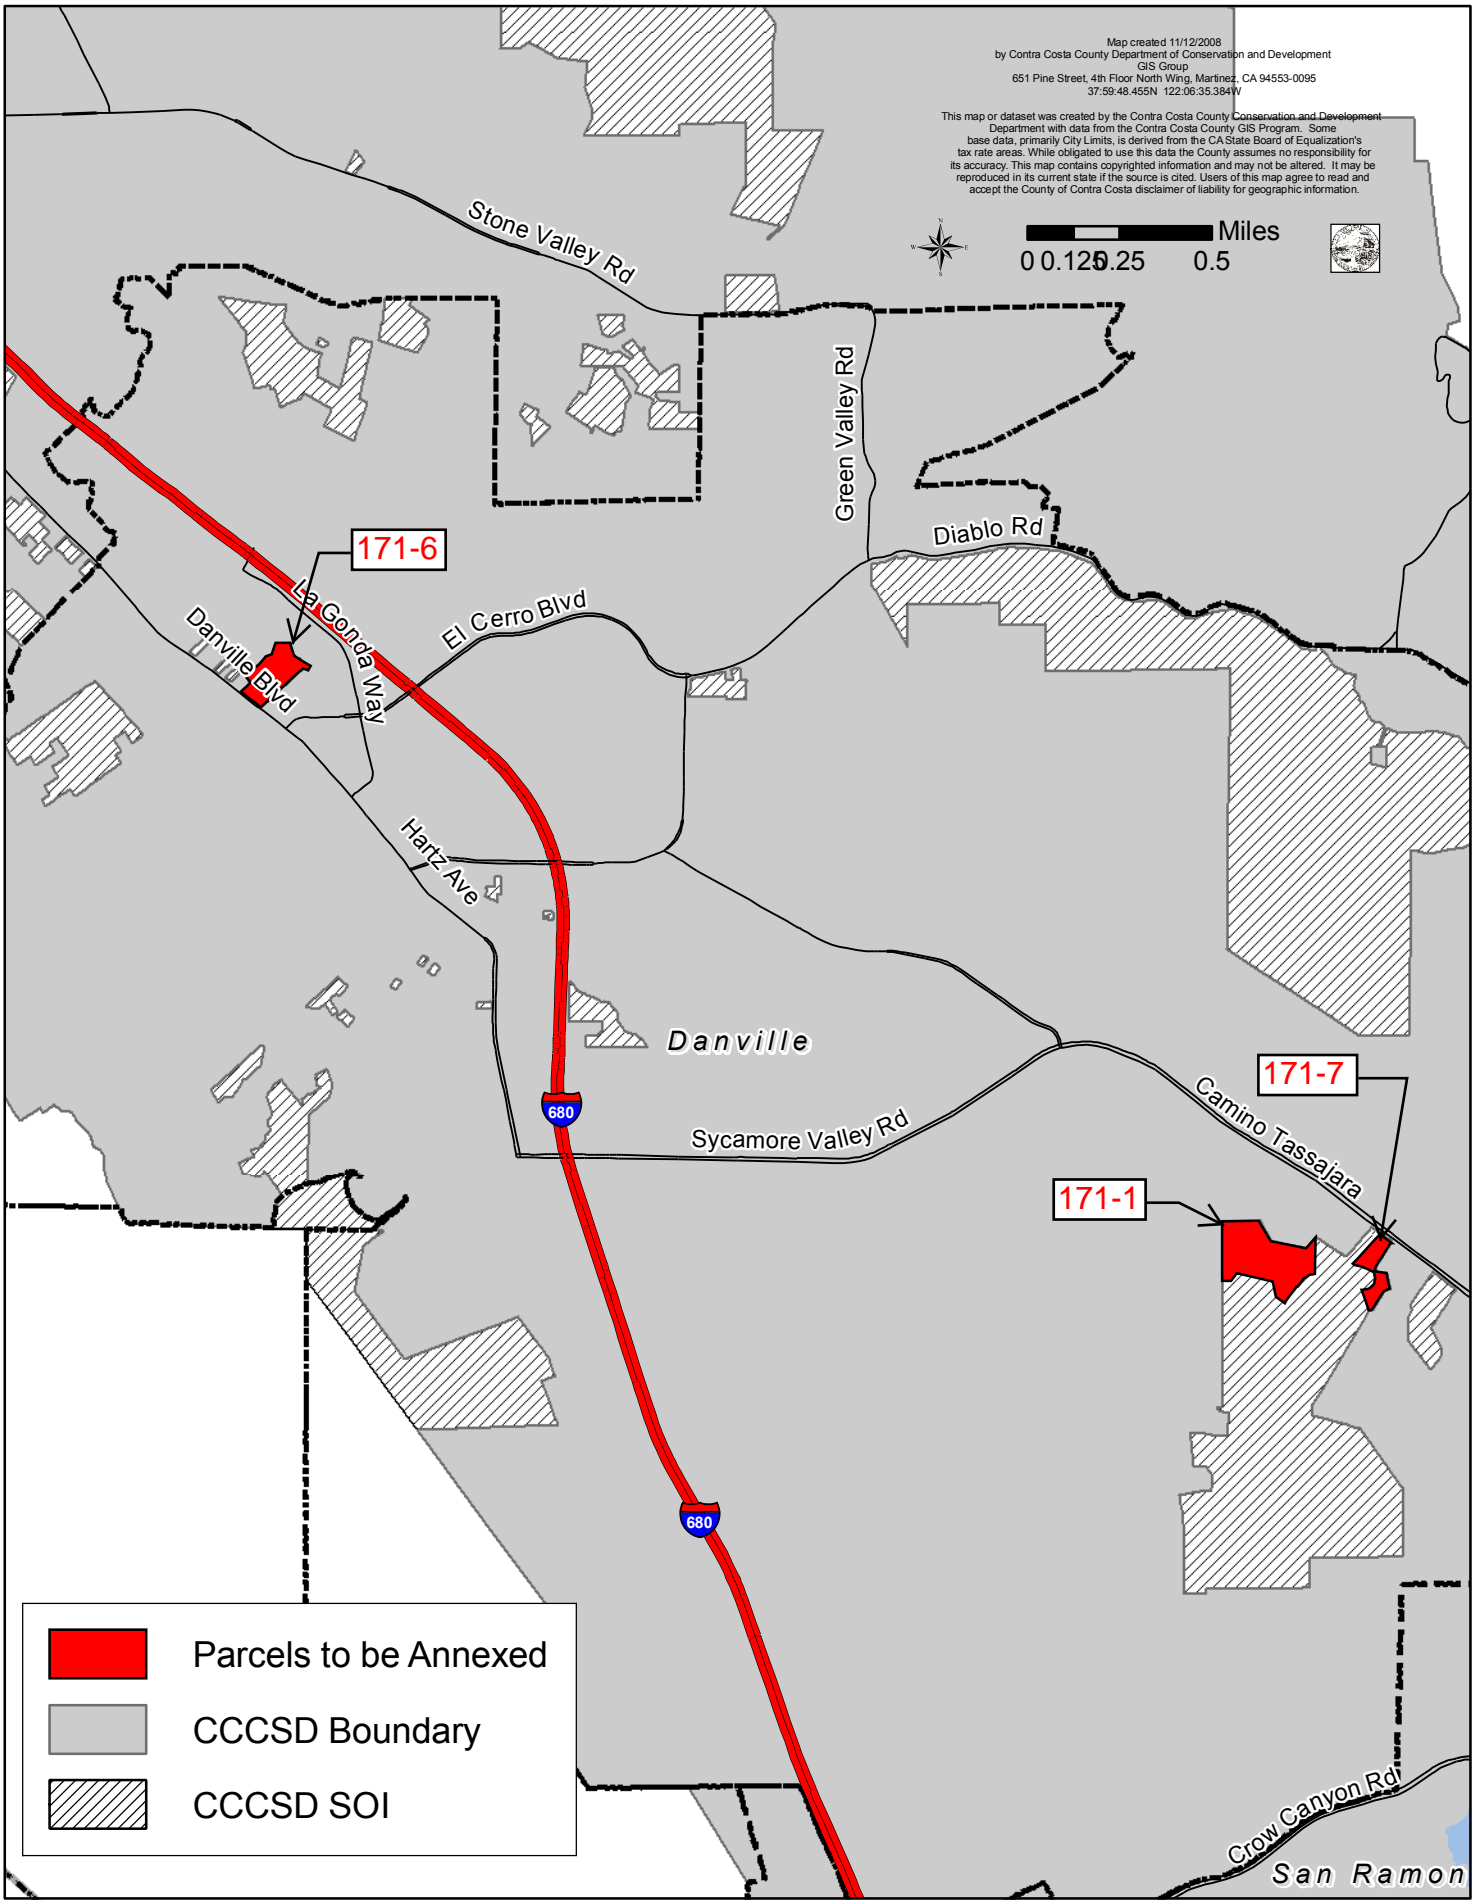 Map created 11/12/2008
by Contra Costa County Department of Conservation and Development
GIS Group
651 Pine Street, 4th Floor North Wing, Martinez, CA 94553-0095
37:59:48.455N 122:06:35.384W
This map or dataset was created by the Contra Costa County Conservation and Development
Department with data from the Contra Costa County GIS Program. Some
base data, primarily City Limits, is derived from the CA State Board of Equalization's
tax rate areas. While obligated to use this data the County assumes no responsibility for
its accuracy. This map contains copyrighted information and may not be altered. It may be
reproduced in its current state if the source is cited. Users of this map agree to read and
accept the County of Contra Costa disclaimer of liability for geographic information.
N
W E
S
Miles
0 0.125 0.25 0.5
Stone Valley Rd
Green Valley Rd
Diablo Rd
171-6
La Gonda Way
El Cerro Blvd
Danville Blvd
Hartz Ave
Danville
171-7
680
Camino Tassajara
Sycamore Valley Rd
171-1
680
Parcels to be Annexed
CCCSD Boundary
CCCSD SOI
Crow Canyon Rd
San Ramon